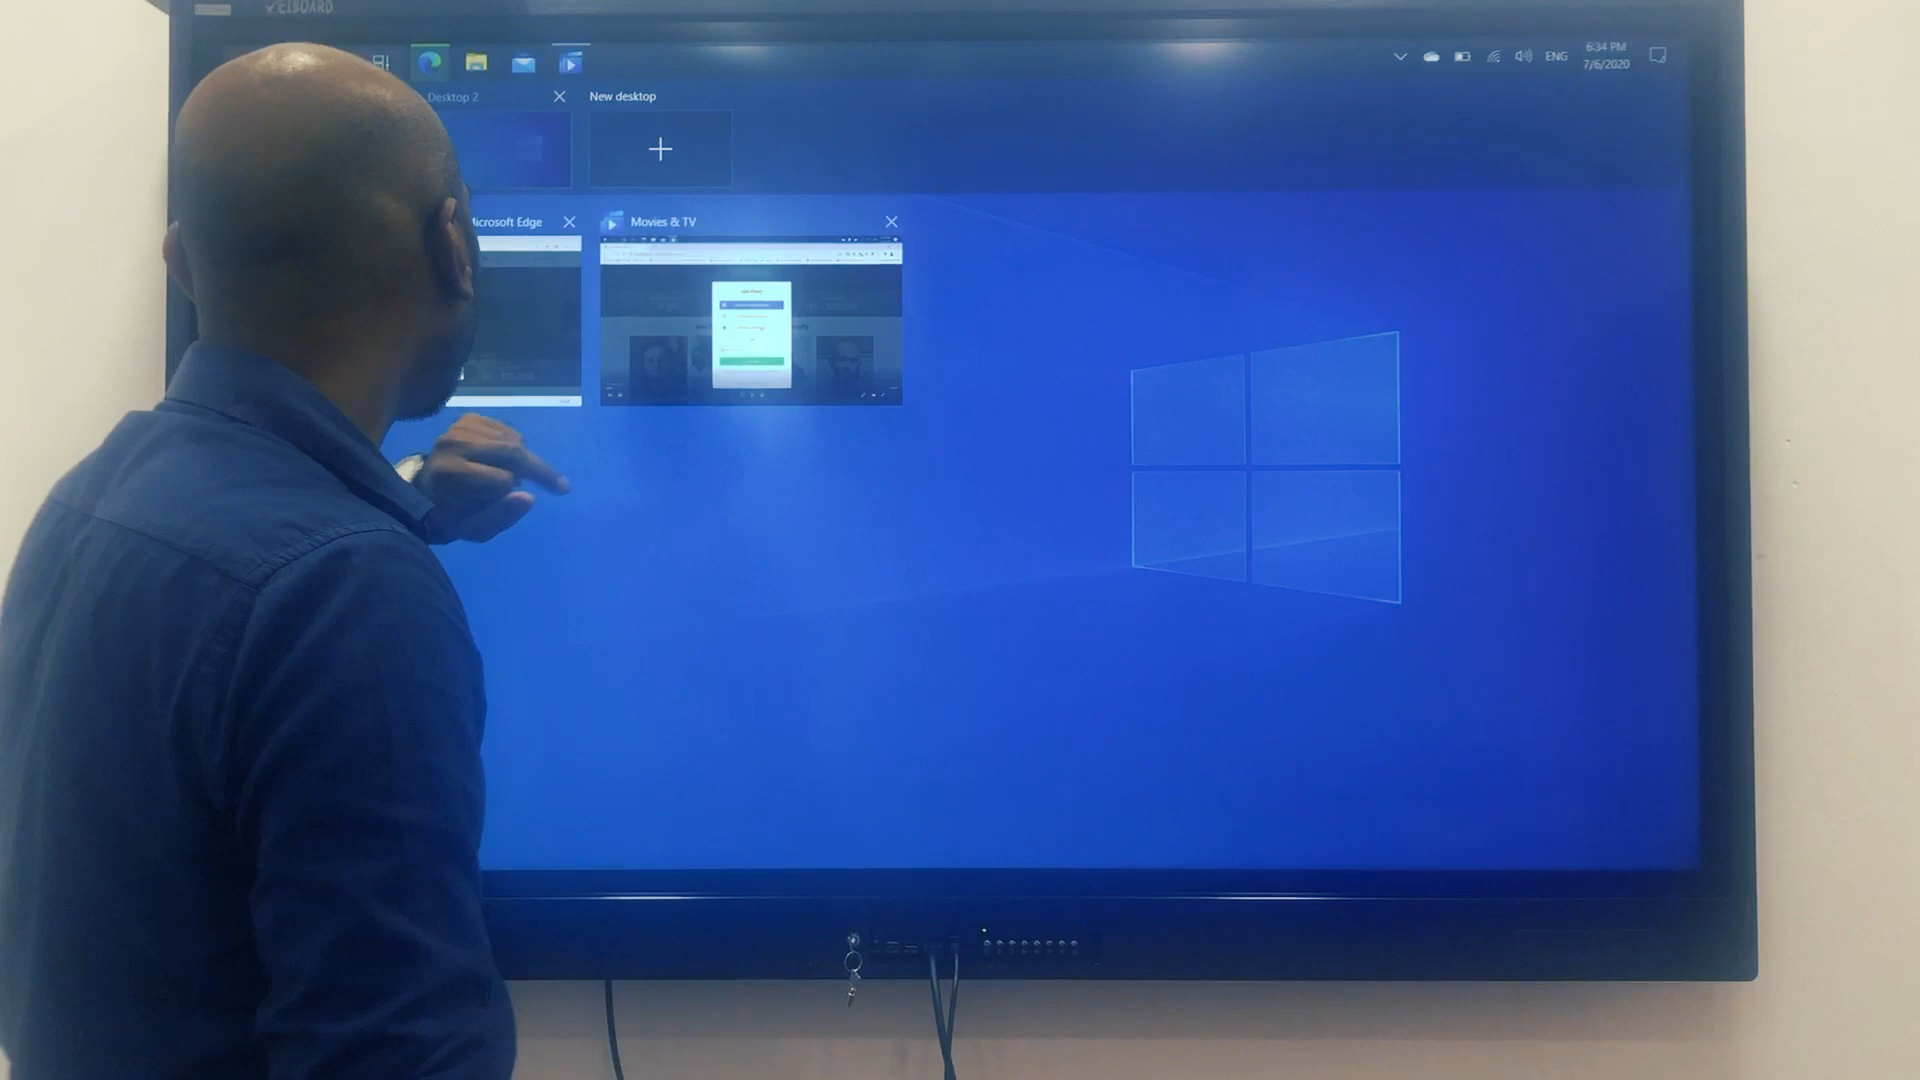 EIBOARD
ENG
6:34 PM
7/6/2020
Desktop 2
New desktop
Microsoft Edge
Movies & TV